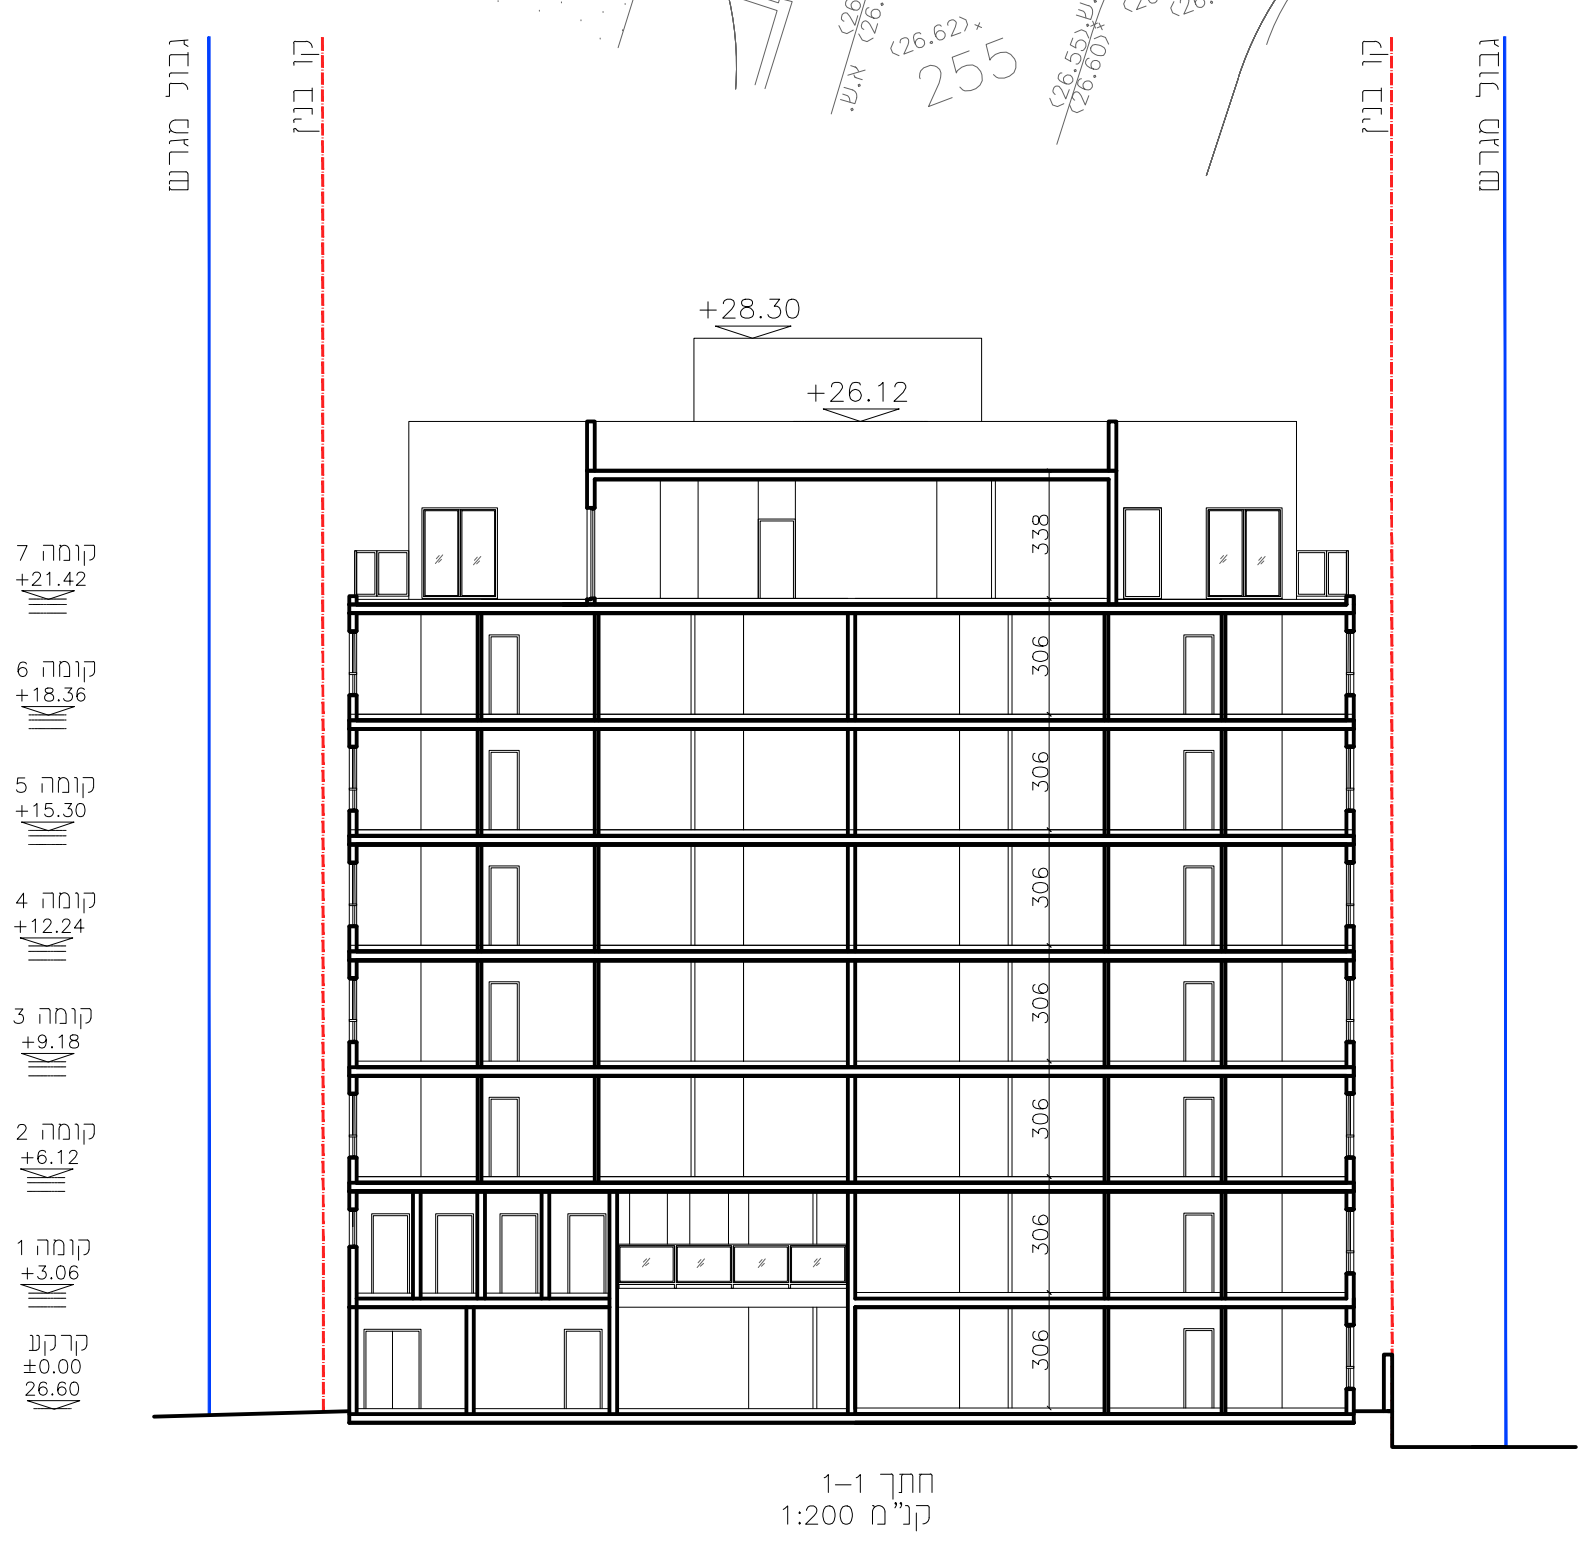 (26.62)
255
א.ש.
(26.55)
(26.60)
גבול מגרש
קו בנין
קו בנין
גבול מגרש
+28.30
+26.12
קומה 7
+21.42
338
קומה 6
+18.36
306
קומה 5
+15.30
306
קומה 4
+12.24
306
קומה 3
+9.18
306
קומה 2
+6.12
306
קומה 1
+3.06
306
קרקע
±0.00
26.60
306
חתך 1-1
קנ"מ 1:200